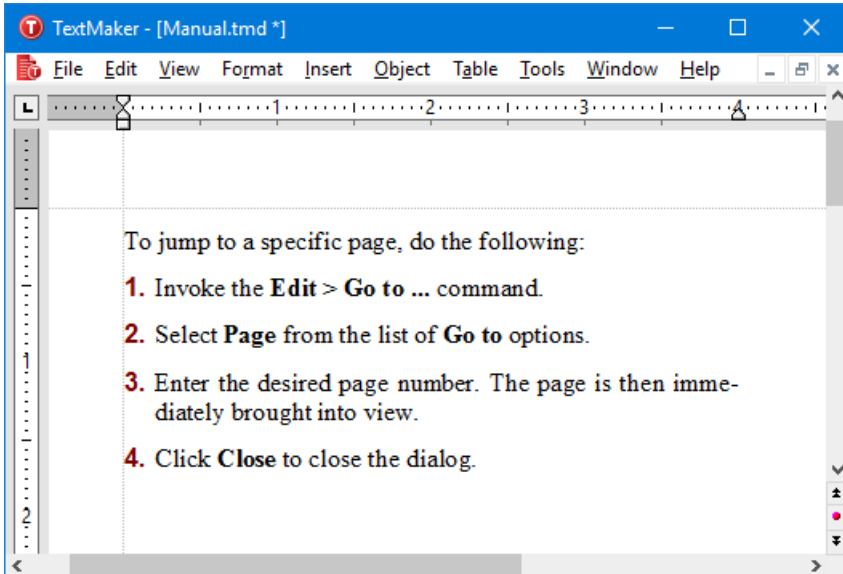 TextMaker - [Manual.tmd *]
File Edit View Format Insert Object Table Tools Window Help
L 1 2 3 4
To jump to a specific page, do the following:
1. Invoke the Edit > Go to ... command.
2. Select Page from the list of Go to options.
1
3. Enter the desired page number. The page is then imme-
diately brought into view.
4. Click Close to close the dialog.
2